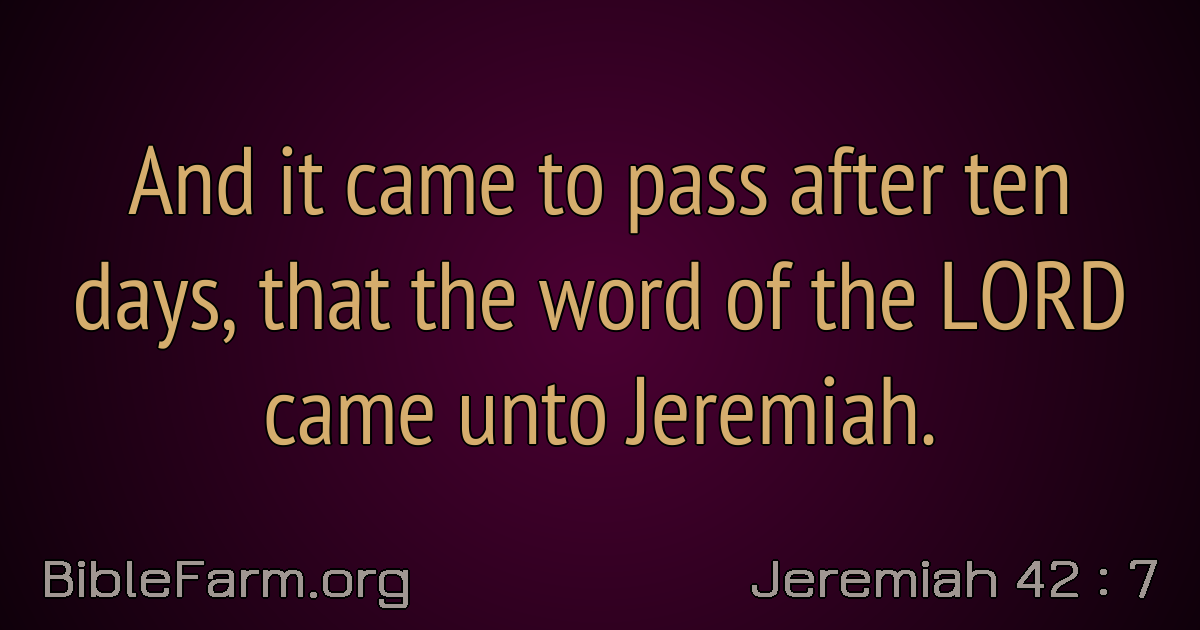 And it came to pass after ten
days, that the word of the LORD
came unto Jeremiah.
BibleFarm.org
Jeremiah 42 : 7